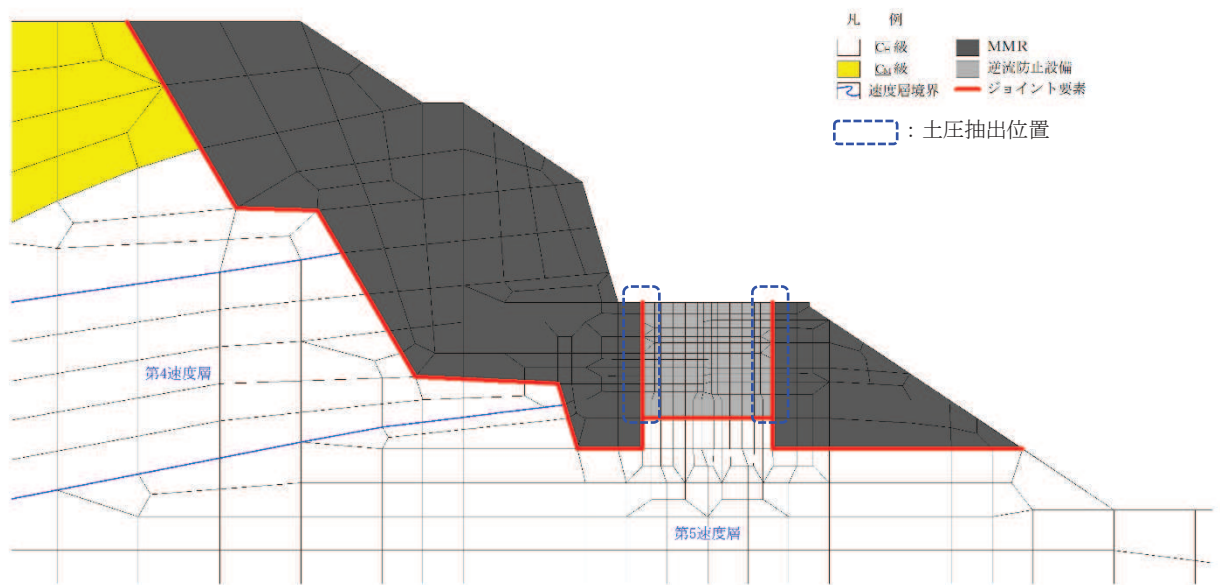 凡 例
CH級 MMR
CM級 逆流防止設備
速度層境界 ジョイント要素
：土圧抽出位置
第4速度層
第5速度層